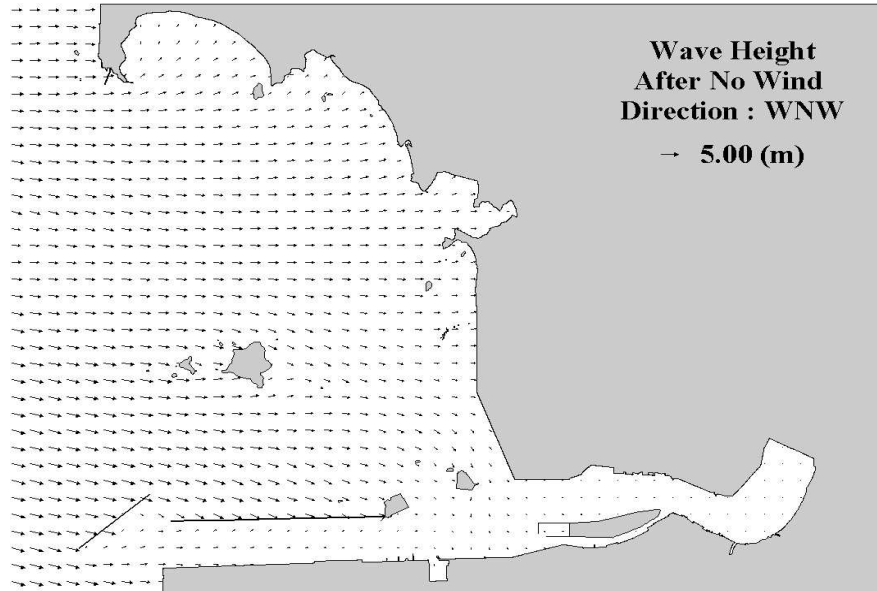 Wave Height
After No Wind
Direction : WNW
→ 5.00 (m)